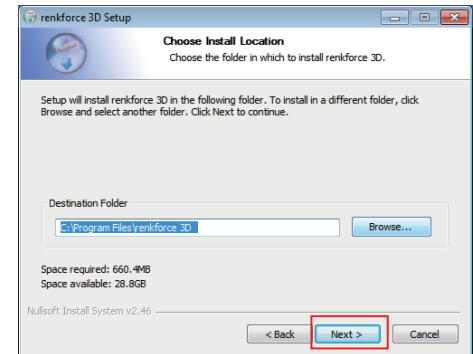 renkforce 3D Setup
Choose Install Location
Choose the folder in which to install renkforce 3D.
Setup will install renkforce 3D in the following folder. To install in a different folder, click
Browse and select another folder. Click Next to continue.
Destination Folder
C:\Program Files\renkforce 3D
Browse...
Space required: 660.4MB
Space available: 28.8GB
Nullsoft Install System v2.46
< Back
Next >
Cancel